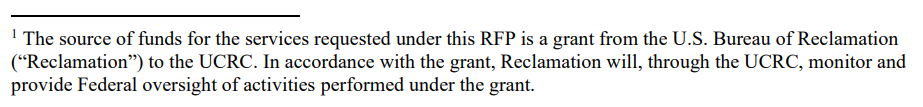 1 The source of funds for the services requested under this RFP is a grant from the U.S. Bureau of Reclamation
(“Reclamation”) to the UCRC. In accordance with the grant, Reclamation will, through the UCRC, monitor and
provide Federal oversight of activities performed under the grant.